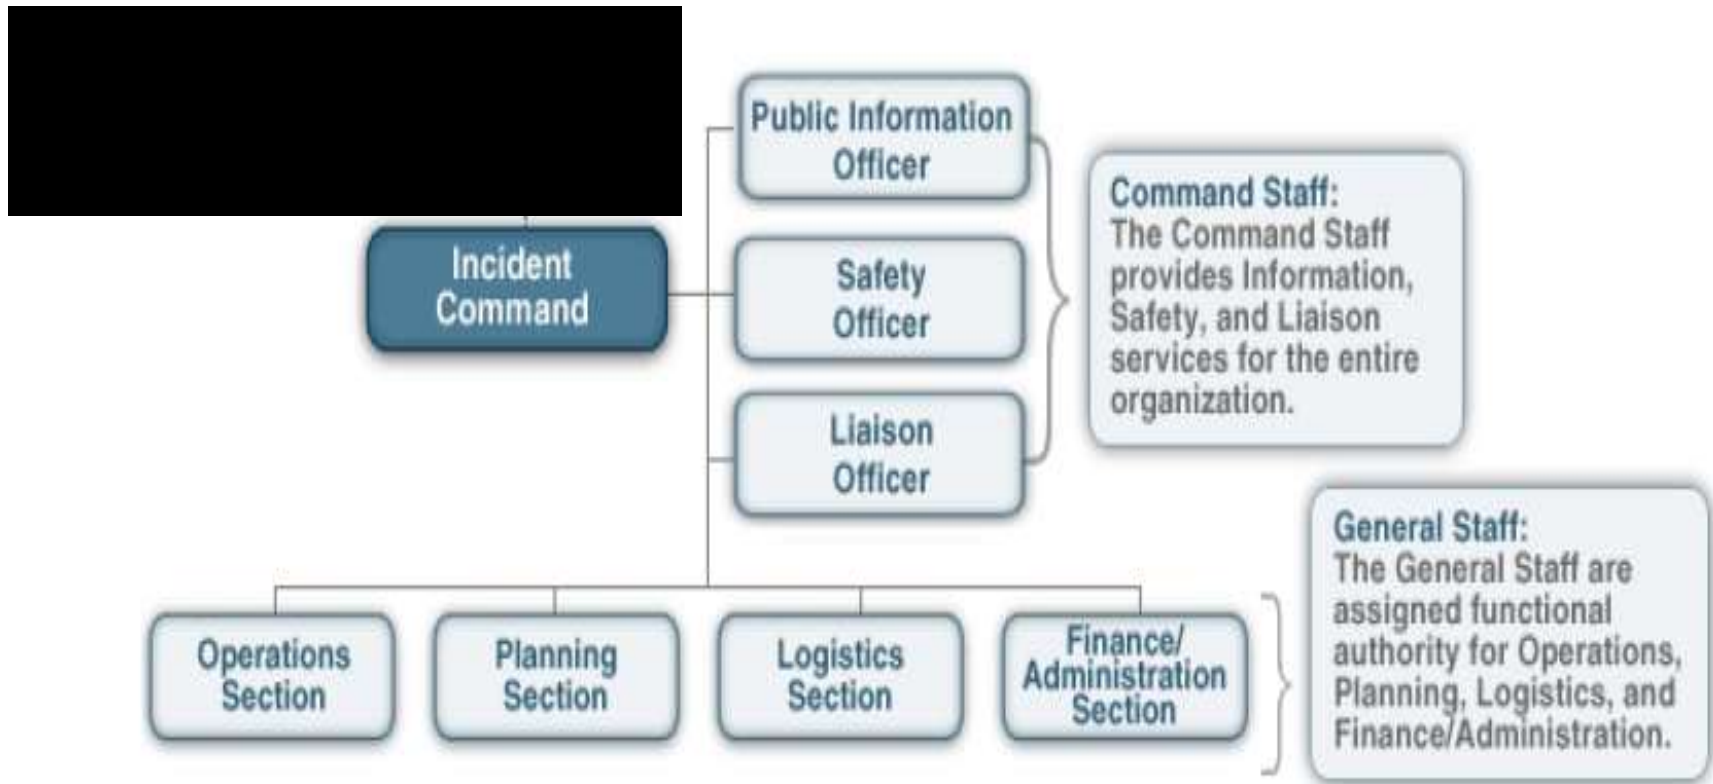 Public Information
Officer
Incident
Command
Safety
Officer
Liaison
Officer
Command Staff:
The Command Staff
provides Information,
Safety, and Liaison
services for the entire
organization.
Operations
Section
Planning
Section
Logistics
Section
Finance/
Administration
Section
General Staff:
The General Staff are
assigned functional
authority for Operations,
Planning, Logistics, and
Finance/Administration.